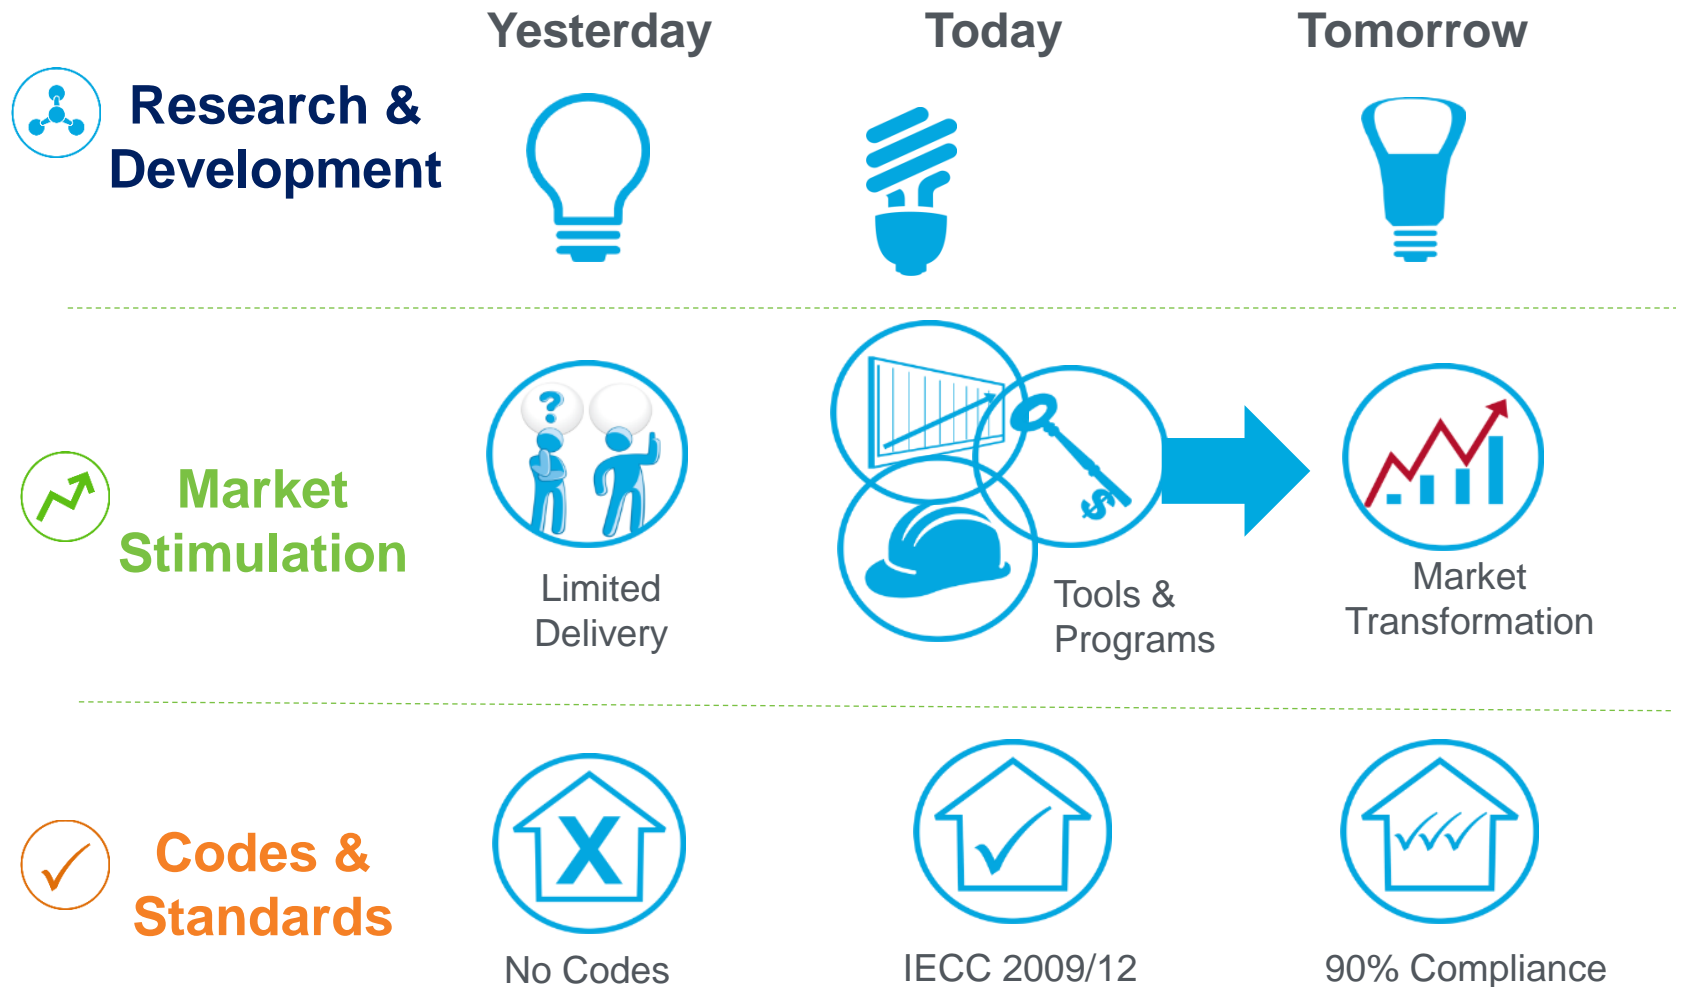 Yesterday Today Tomorrow
Research &
Development
?
$
Market
Stimulation
Limited
Delivery
Tools &
Programs
Market
Transformation
X
Codes &
Standards
No Codes
IECC 2009/12
90% Compliance